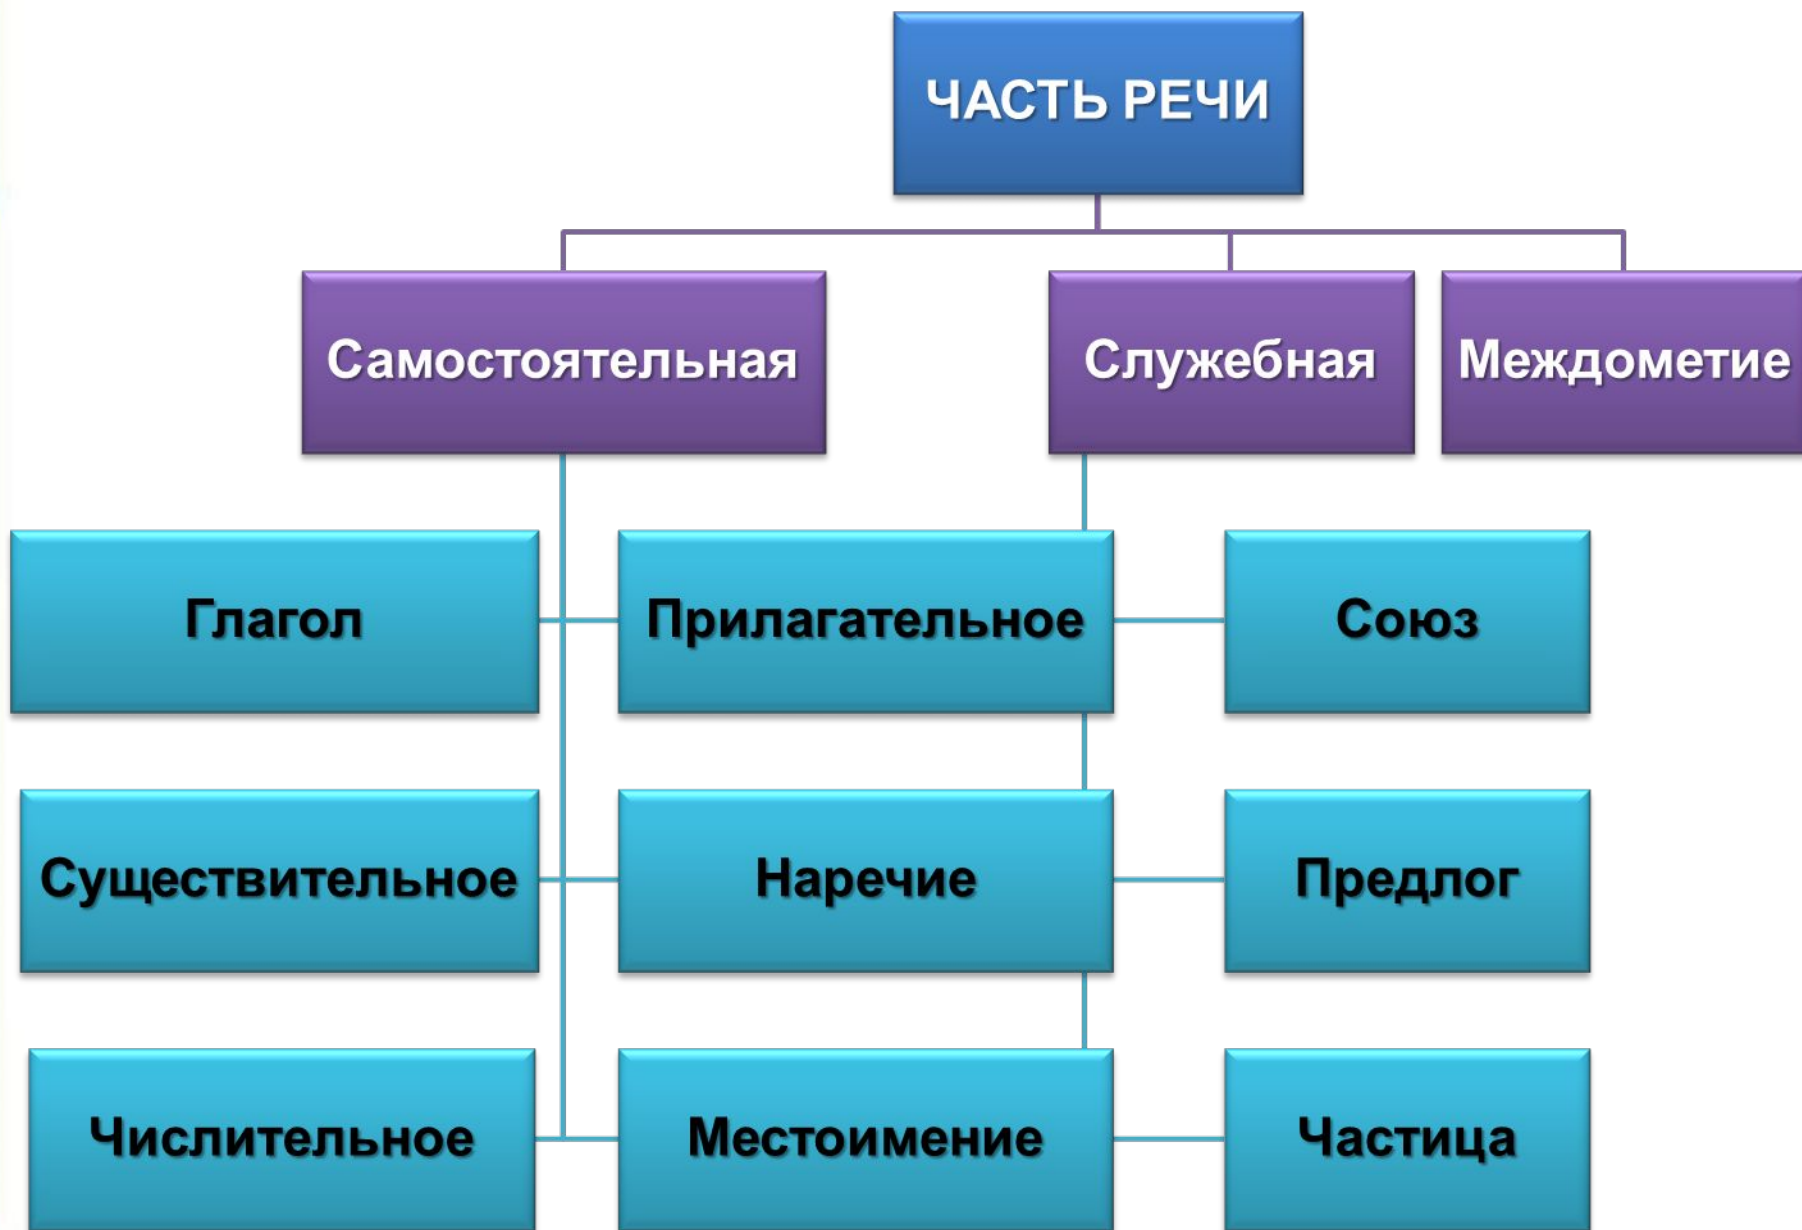 ЧАСТЬ РЕЧИ
Самостоятельная
Служебная
Междометие
Глагол
Прилагательное
Союз
Существительное
Наречие
Предлог
Числительное
Местоимение
Частица